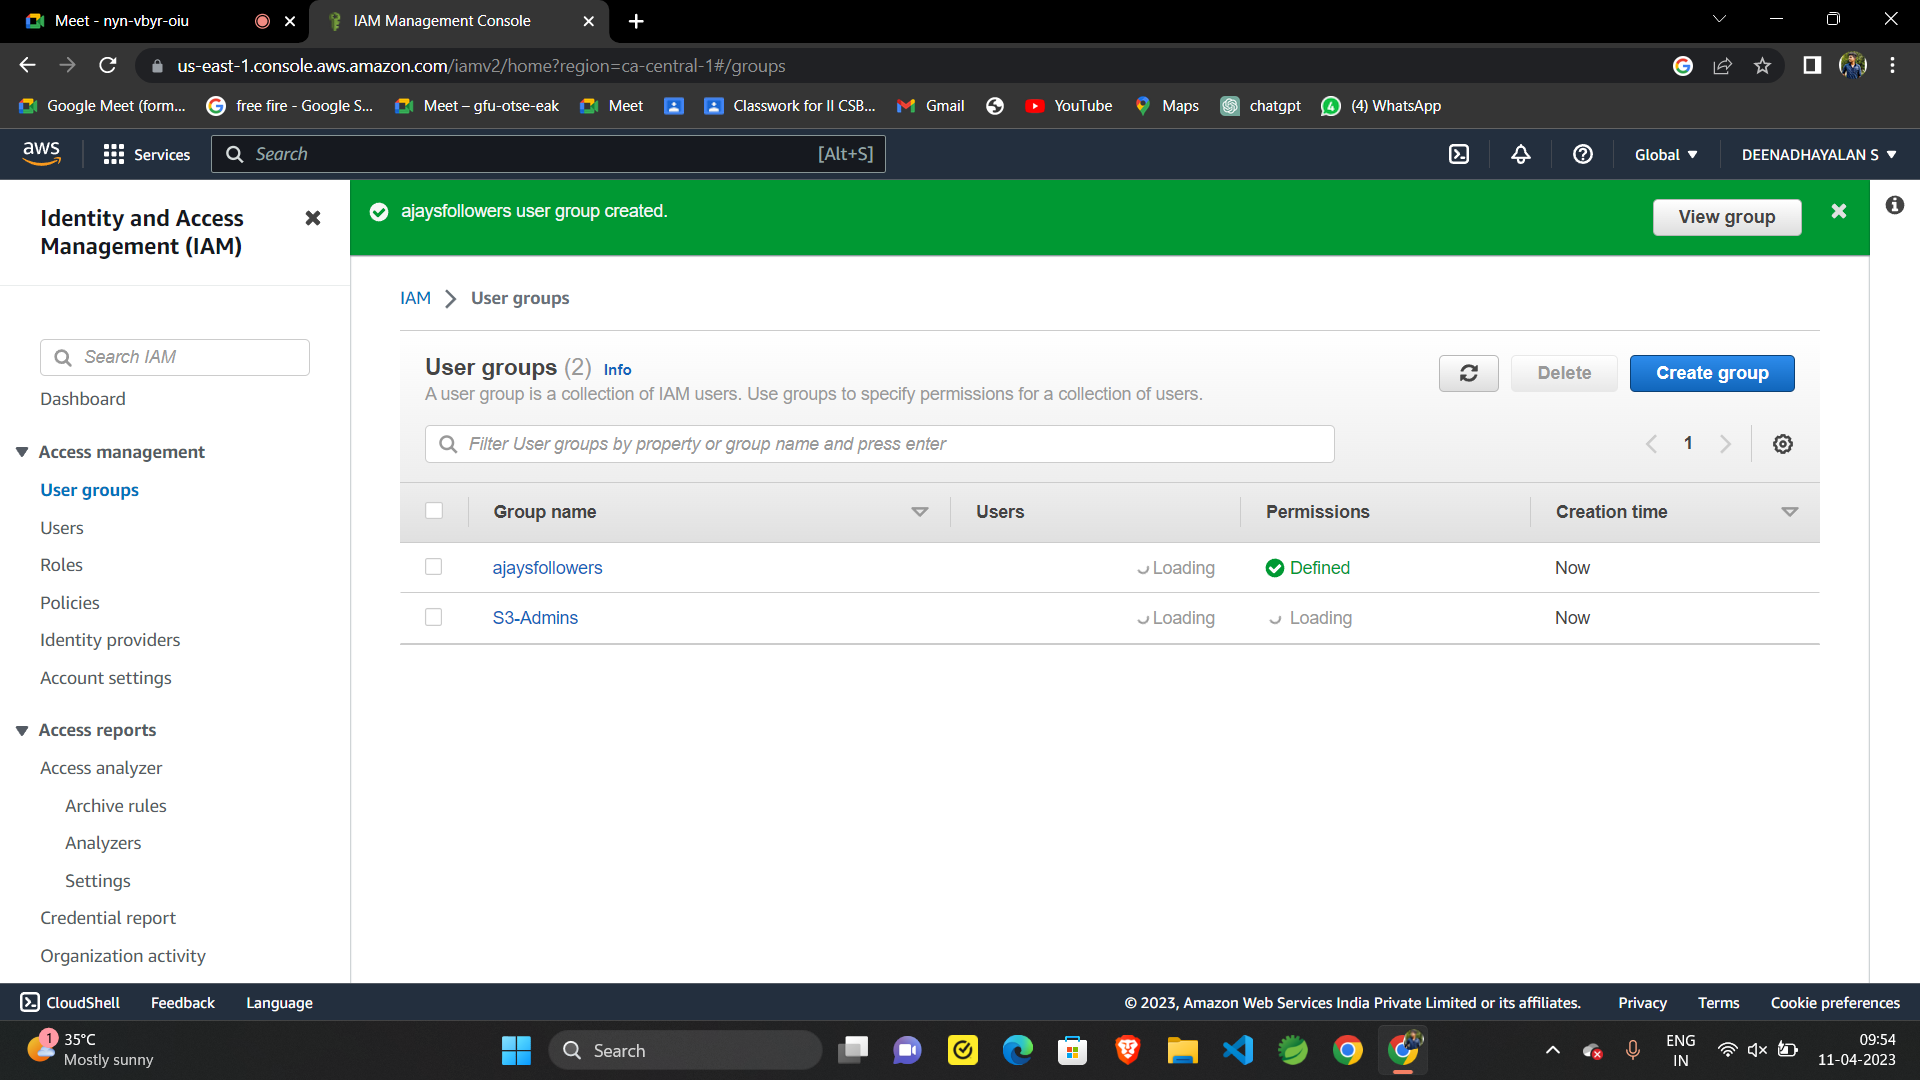 Meet - nyn-vbyr-oiu
IAM Management Console
us-east-1.console.aws.amazon.com/iamv2/home?region=ca-central-1#/groups
Google Meet (form...
free fire - Google S...
Meet – gfu-otse-eak
Meet
Classwork for II CSB...
Gmail
YouTube
Maps
chatgpt
(4) WhatsApp
aws
Services
Search
[Alt+S]
Global
DEENADHAYALAN S
Identity and Access
Management (IAM)
Search IAM
Dashboard
Access management
User groups
Users
Roles
Policies
Identity providers
Account settings
Access reports
Access analyzer
Archive rules
Analyzers
Settings
Credential report
Organization activity
ajaysfollowers user group created.
View group
IAM
User groups
User groups (2) Info
A user group is a collection of IAM users. Use groups to specify permissions for a collection of users.
Delete
Create group
Filter User groups by property or group name and press enter
1
Group name
Users
Permissions
Creation time
ajaysfollowers
Loading
Defined
Now
S3-Admins
Loading
Loading
Now
CloudShell
Feedback
Language
© 2023, Amazon Web Services India Private Limited or its affiliates.
Privacy
Terms
Cookie preferences
1
35°C
Mostly sunny
Search
ENG
IN
09:54
11-04-2023